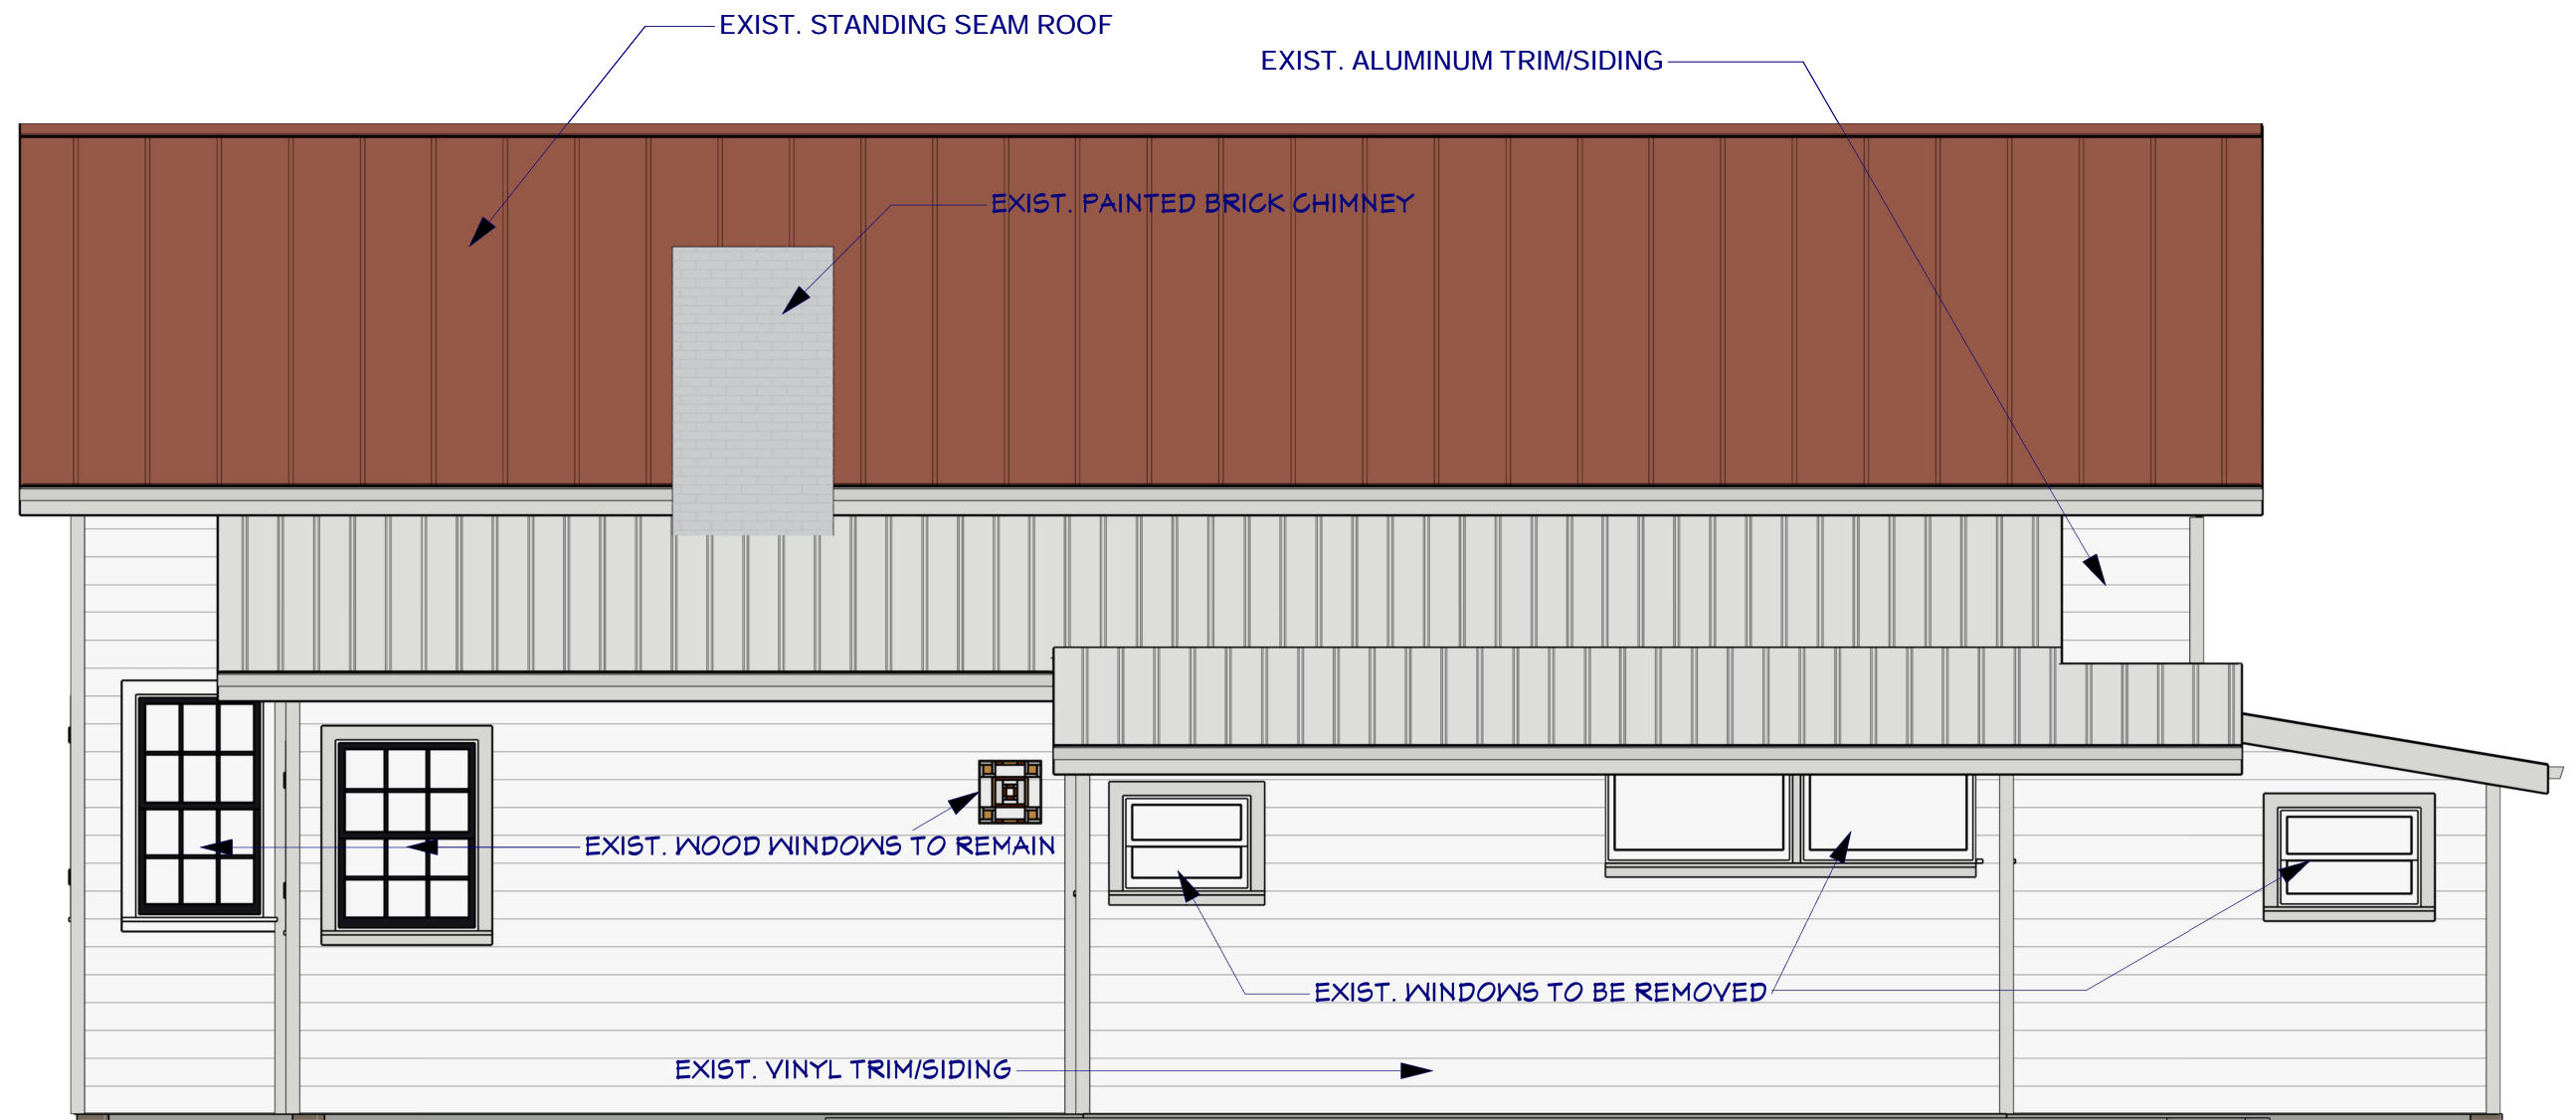 EXIST. STANDING SEAM ROOF
EXIST. ALUMINUM TRIM/SIDING
EXIST. PAINTED BRICK CHIMNEY
EXIST. WOOD WINDOWS TO REMAIN
EXIST. WINDOWS TO BE REMOVED
EXIST. VINYL TRIM/SIDING